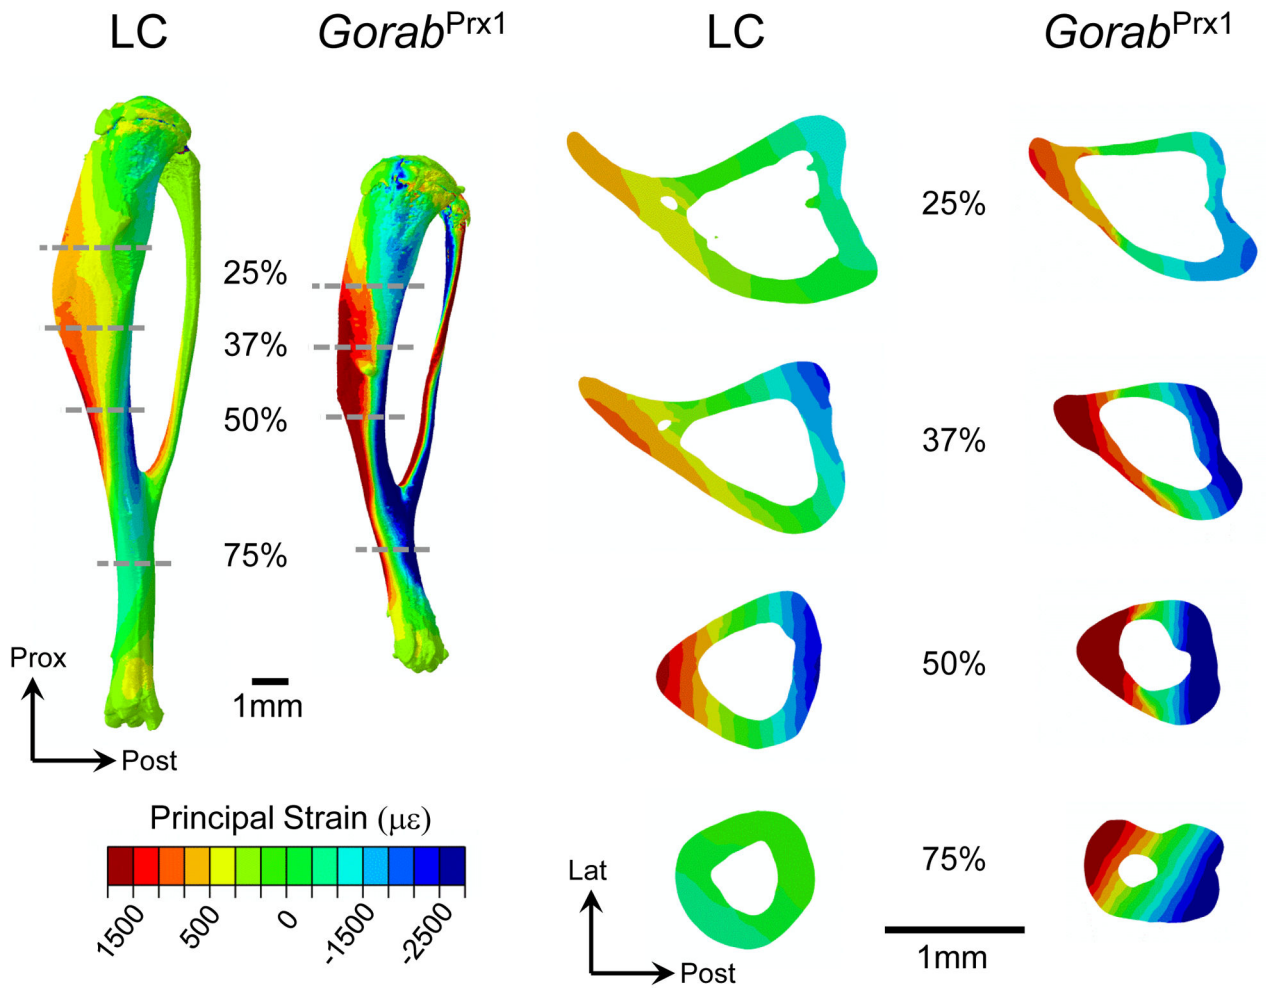 LC
GorabPrx1
LC
GorabPrx1
25%
37%
50%
75%
25%
37%
50%
75%
Prox
Post
1mm
Principal Strain (με)
1500
500
0
-1500
-2500
Lat
Post
1mm